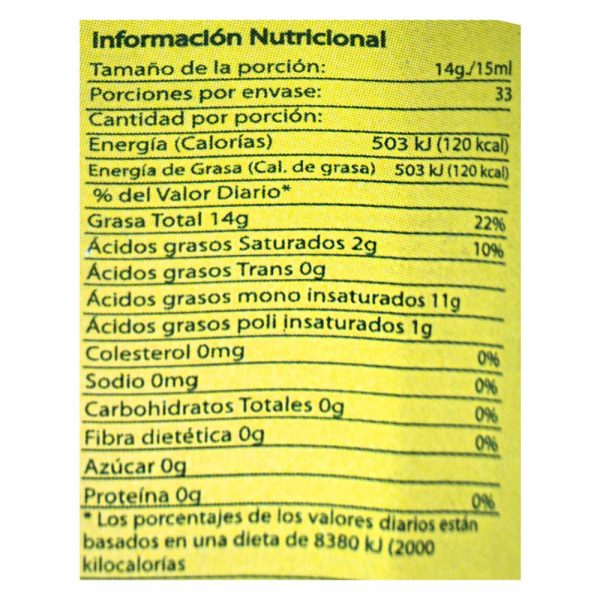 Información Nutricional
Tamaño de la porción: 14g./15ml
Porciones por envase: 33
Cantidad por porción:
Energía (Calorías) 503 kJ (120 kcal)
Energía de Grasa (Cal. de grasa) 503 kJ (120 kcal)
% del Valor Diario*
Grasa Total 14g 22%
Ácidos grasos Saturados 2g 10%
Ácidos grasos Trans 0g
Ácidos grasos mono insaturados 11g
Ácidos grasos poli insaturados 1g
Colesterol 0mg 0%
Sodio 0mg 0%
Carbohidratos Totales 0g 0%
Fibra dietética 0g 0%
Azúcar 0g
Proteína 0g 0%
* Los porcentajes de los valores diarios están
basados en una dieta de 8380 kJ (2000
kilocalorías